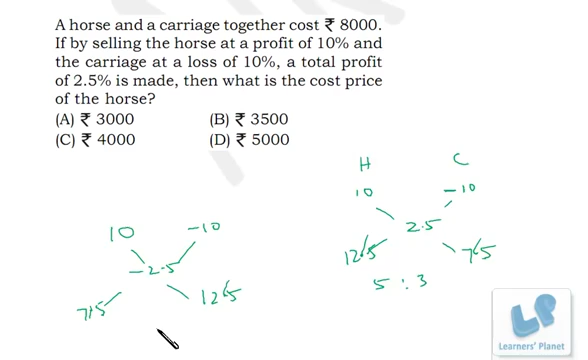 A horse and a carriage together cost ₹ 8000.
If by selling the horse at a profit of 10% and
the carriage at a loss of 10%, a total profit
of 2.5% is made, then what is the cost price
of the horse?
(A) ₹ 3000 (B) ₹ 3500
(C) ₹ 4000 (D) ₹ 5000
H C
10 -10
2.5
12.5 7.5
5 : 3
10 -10
-2.5
7.5 12.5
LP
Learners' Planet